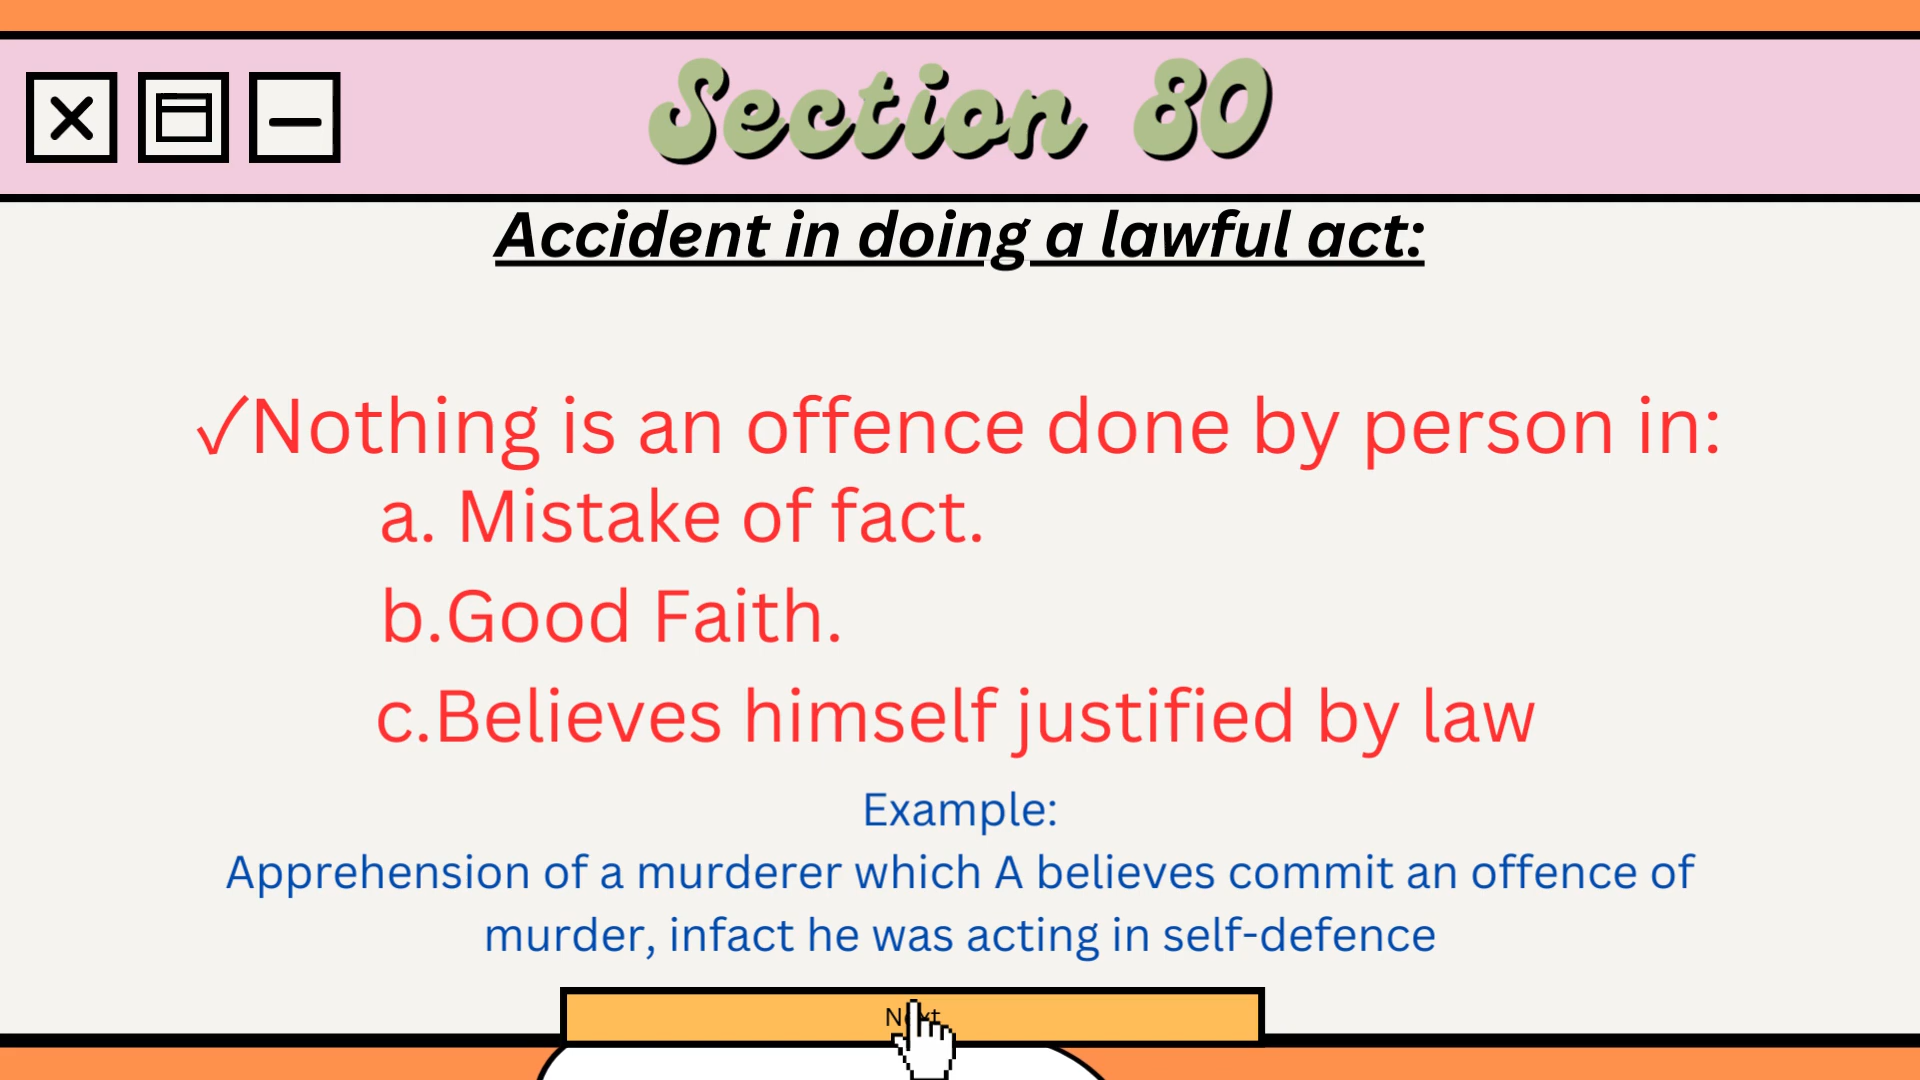 Section 80
Accident in doing a lawful act:
✓Nothing is an offence done by person in:
a. Mistake of fact.
b.Good Faith.
c.Believes himself justified by law
Example:
Apprehension of a murderer which A believes commit an offence of
murder, infact he was acting in self-defence
Next